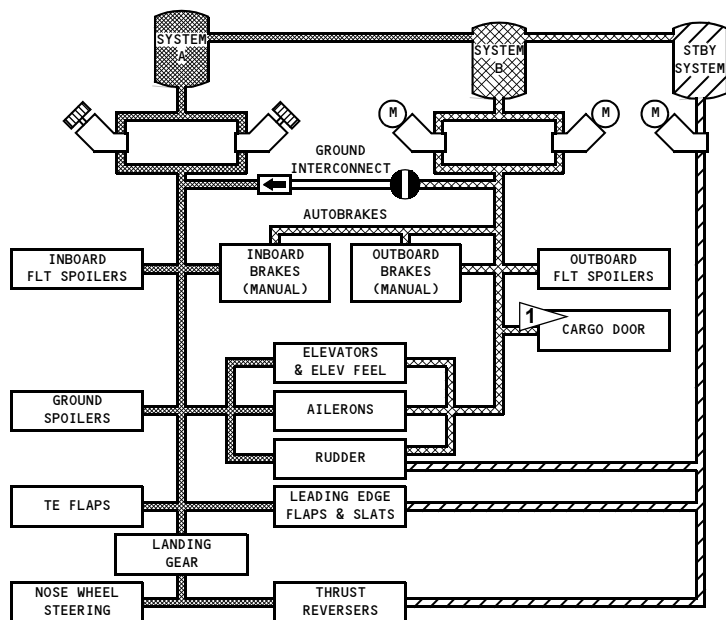 SYSTEM
A
SYSTEM
B
STBY
SYSTEM
M
M
M
GROUND
INTERCONNECT
AUTOBRAKES
INBOARD
FLT SPOILERS
INBOARD
BRAKES
(MANUAL)
OUTBOARD
BRAKES
(MANUAL)
OUTBOARD
FLT SPOILERS
1
CARGO DOOR
ELEVATORS
& ELEV FEEL
GROUND
SPOILERS
AILERONS
RUDDER
TE FLAPS
LEADING EDGE
FLAPS & SLATS
LANDING
GEAR
NOSE WHEEL
STEERING
THRUST
REVERSERS